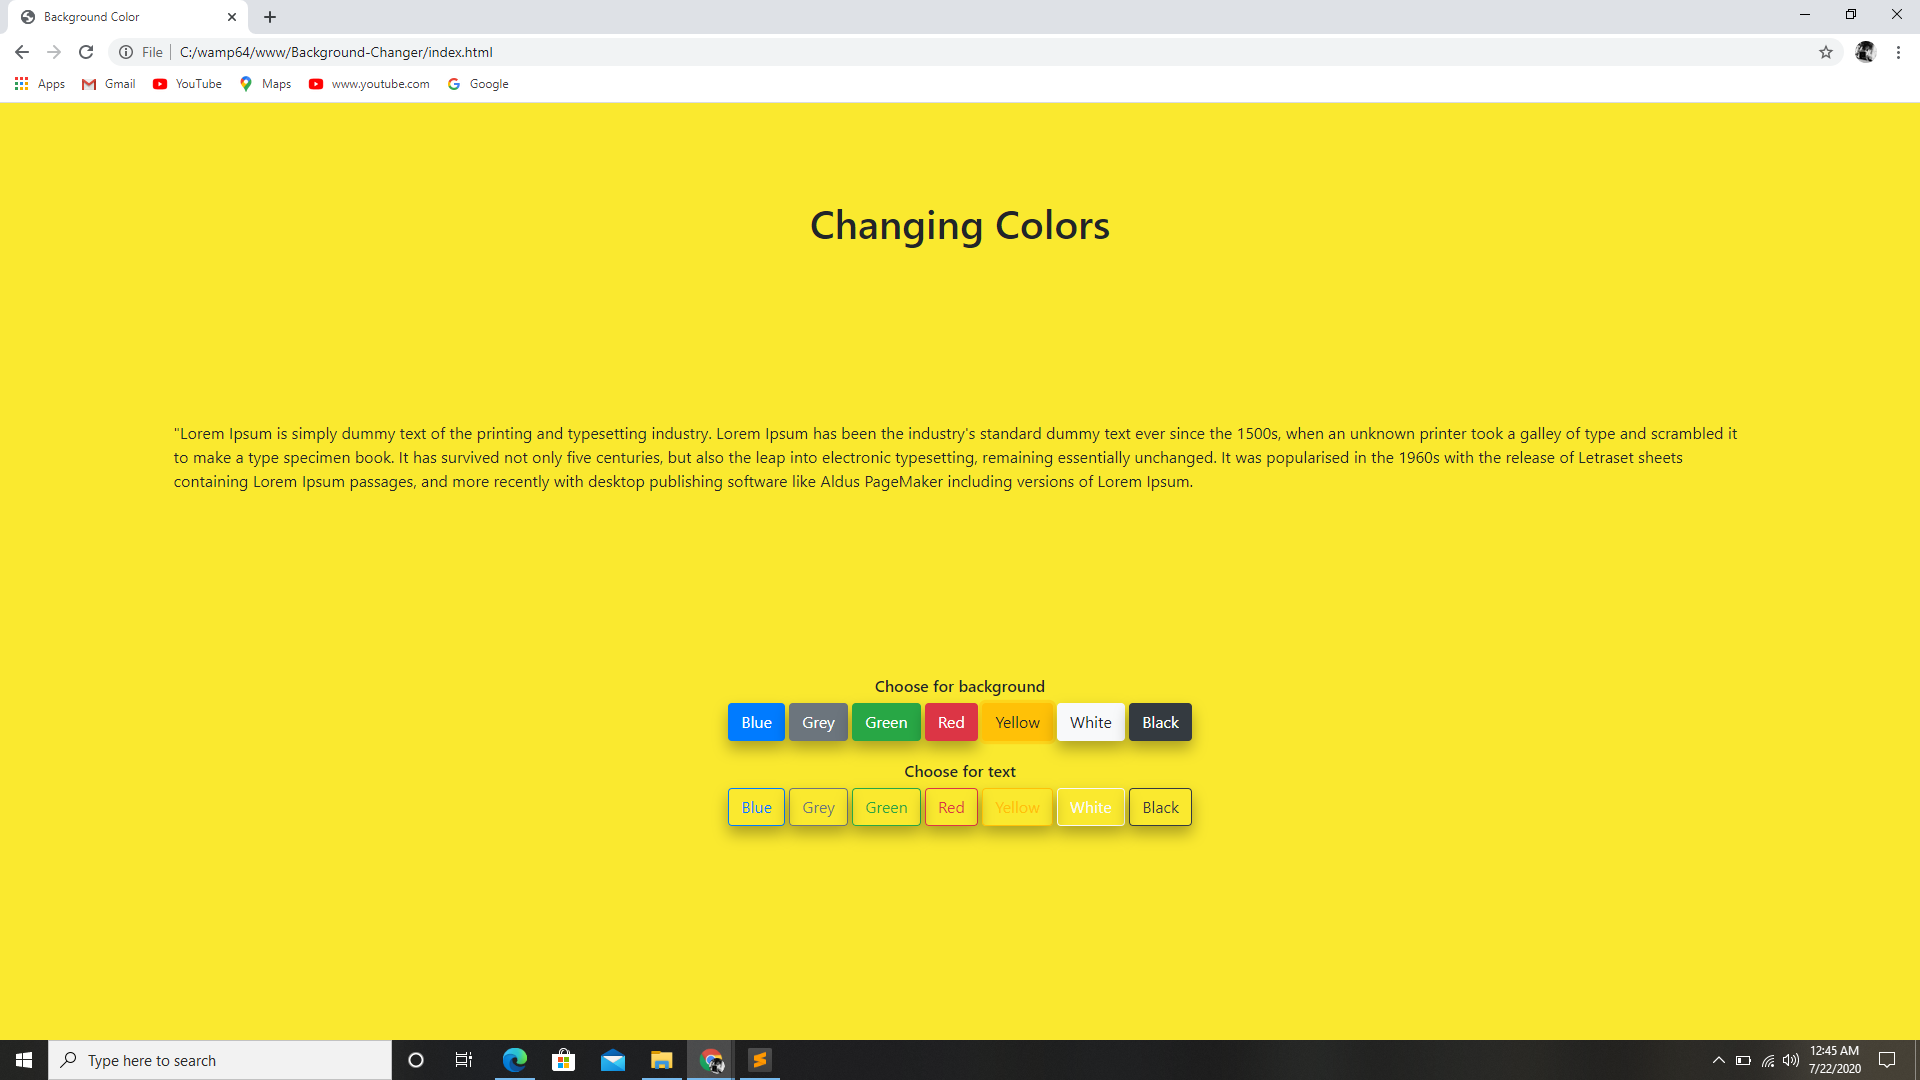 Background Color
File
C:/wamp64/www/Background-Changer/index.html
Apps
Gmail
YouTube
Maps
www.youtube.com
Google
Changing Colors
"Lorem Ipsum is simply dummy text of the printing and typesetting industry. Lorem Ipsum has been the industry's standard dummy text ever since the 1500s, when an unknown printer took a galley of type and scrambled it
to make a type specimen book. It has survived not only five centuries, but also the leap into electronic typesetting, remaining essentially unchanged. It was popularised in the 1960s with the release of Letraset sheets
containing Lorem Ipsum passages, and more recently with desktop publishing software like Aldus PageMaker including versions of Lorem Ipsum.
Choose for background
Blue Grey Green Red Yellow White Black
Choose for text
Blue Grey Green Red Yellow White Black
Type here to search
12:45 AM
7/22/2020